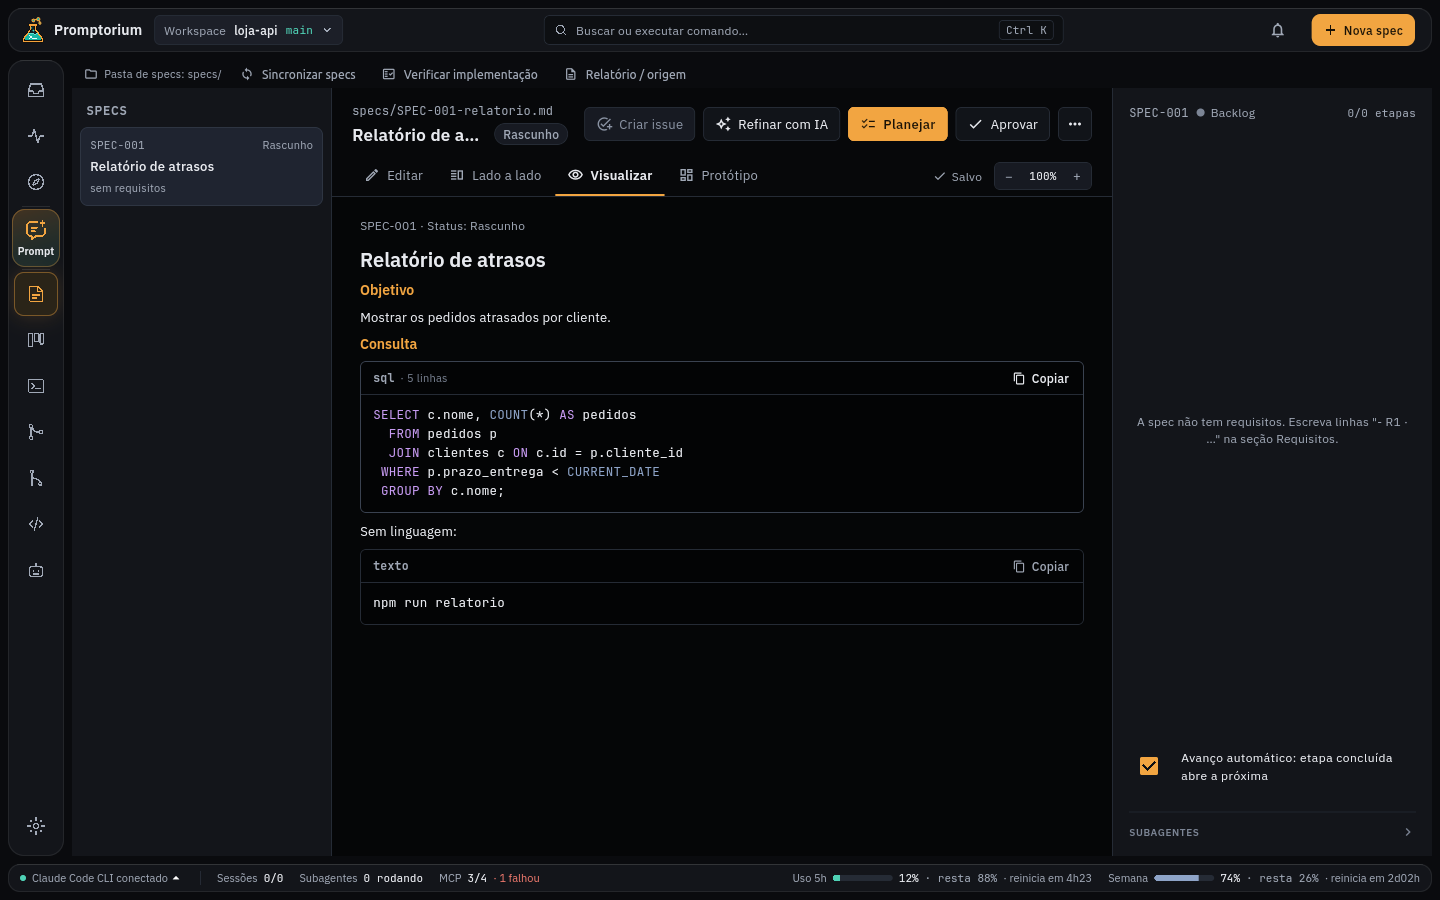 Promptorium
Workspace loja-api main
Buscar ou executar comando...
Ctrl K
Nova spec
Pasta de specs: specs/
Sincronizar specs
Verificar implementação
Relatório / origem
Prompt
SPECS
SPEC-001
Rascunho
Relatório de atrasos
sem requisitos
specs/SPEC-001-relatorio.md
Relatório de a...
Rascunho
Criar issue
Refinar com IA
Planejar
Aprovar
Editar
Lado a lado
Visualizar
Protótipo
Salvo
− 100% +
SPEC-001 · Status: Rascunho
Relatório de atrasos
Objetivo
Mostrar os pedidos atrasados por cliente.
Consulta
sql · 5 linhas
Copiar
SELECT c.nome, COUNT(*) AS pedidos
FROM pedidos p
JOIN clientes c ON c.id = p.cliente_id
WHERE p.prazo_entrega < CURRENT_DATE
GROUP BY c.nome;
Sem linguagem:
texto
Copiar
npm run relatorio
SPEC-001 Backlog
0/0 etapas
A spec não tem requisitos. Escreva linhas "- R1 ·
..." na seção Requisitos.
Avanço automático: etapa concluída
abre a próxima
SUBAGENTES
Claude Code CLI conectado
Sessões 0/0
Subagentes 0 rodando
MCP 3/4 · 1 falhou
Uso 5h 12% · resta 88% · reinicia em 4h23
Semana 74% · resta 26% · reinicia em 2d02h